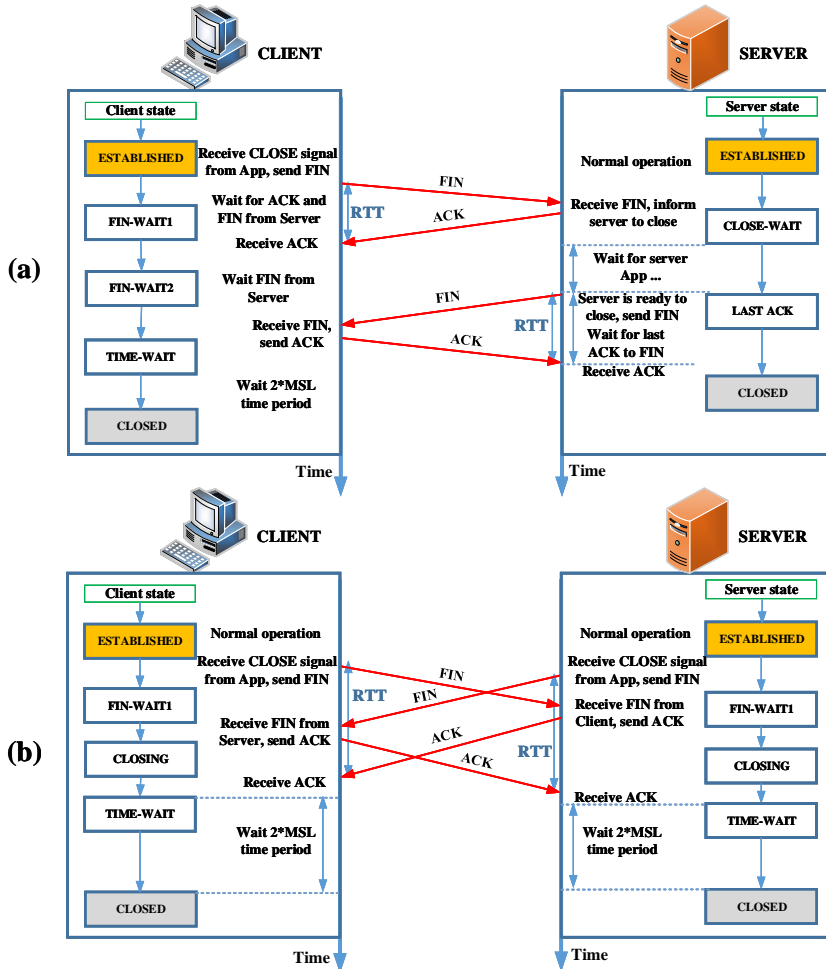 CLIENT
SERVER
(a)
Client state
ESTABLISHED
FIN-WAIT1
FIN-WAIT2
TIME-WAIT
CLOSED
Receive CLOSE signal
from App, send FIN
Wait for ACK and
FIN from Server
Receive ACK
Wait FIN from
Server
Receive FIN,
send ACK
Wait 2*MSL
time period
Time
FIN
RTT
ACK
FIN
RTT
ACK
Normal operation
Receive FIN, inform
server to close
Wait for server
App ...
Server is ready to
close, send FIN
Wait for last
ACK to FIN
Receive ACK
Time
Server state
ESTABLISHED
CLOSE-WAIT
LAST ACK
CLOSED
CLIENT
SERVER
(b)
Client state
ESTABLISHED
FIN-WAIT1
CLOSING
TIME-WAIT
CLOSED
Normal operation
Receive CLOSE signal
from App, send FIN
Receive FIN from
Server, send ACK
Receive ACK
Wait 2*MSL
time period
Time
FIN
RTT
FIN
ACK
RTT
ACK
Normal operation
Receive CLOSE signal
from App, send FIN
Receive FIN from
Client, send ACK
Receive ACK
Wait 2*MSL
time period
Time
Server state
ESTABLISHED
FIN-WAIT1
CLOSING
TIME-WAIT
CLOSED